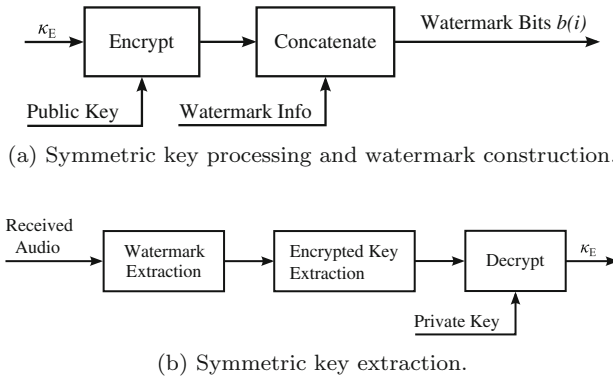 κE
Encrypt
Concatenate
Watermark Bits b(i)
Public Key
Watermark Info
(a) Symmetric key processing and watermark construction.
Received
Audio
Watermark
Extraction
Encrypted Key
Extraction
Decrypt
κE
Private Key
(b) Symmetric key extraction.